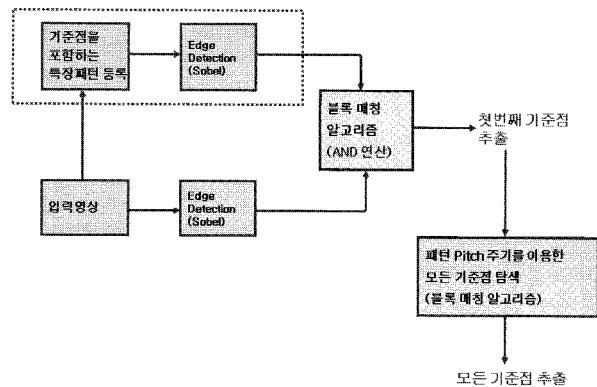 기준점을
포함하는
특장패턴 등록
Edge
Detection
(Sobel)
블록 매칭
알고리즘
(AND 연산)
첫번째 기준점
추출
입력영상
Edge
Detection
(Sobel)
패턴 Pitch 주기를 이용한
모든 기준점 탐색
(블록 매칭 알고리즘)
모든 기준점 추출